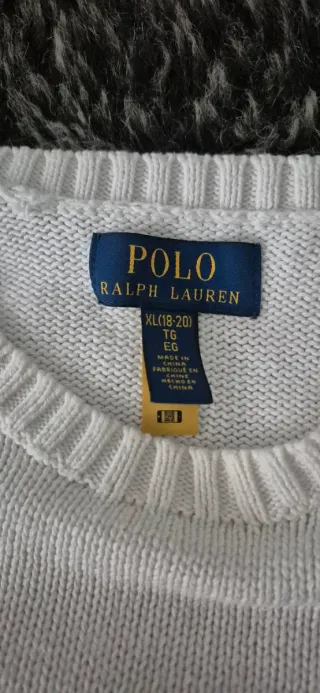 POLO
RALPH LAUREN
XL(18-20)
TG
EG
MADE IN
CHINA
FABRIQUÉ EN
CHINE
HECHO EN
CHINA